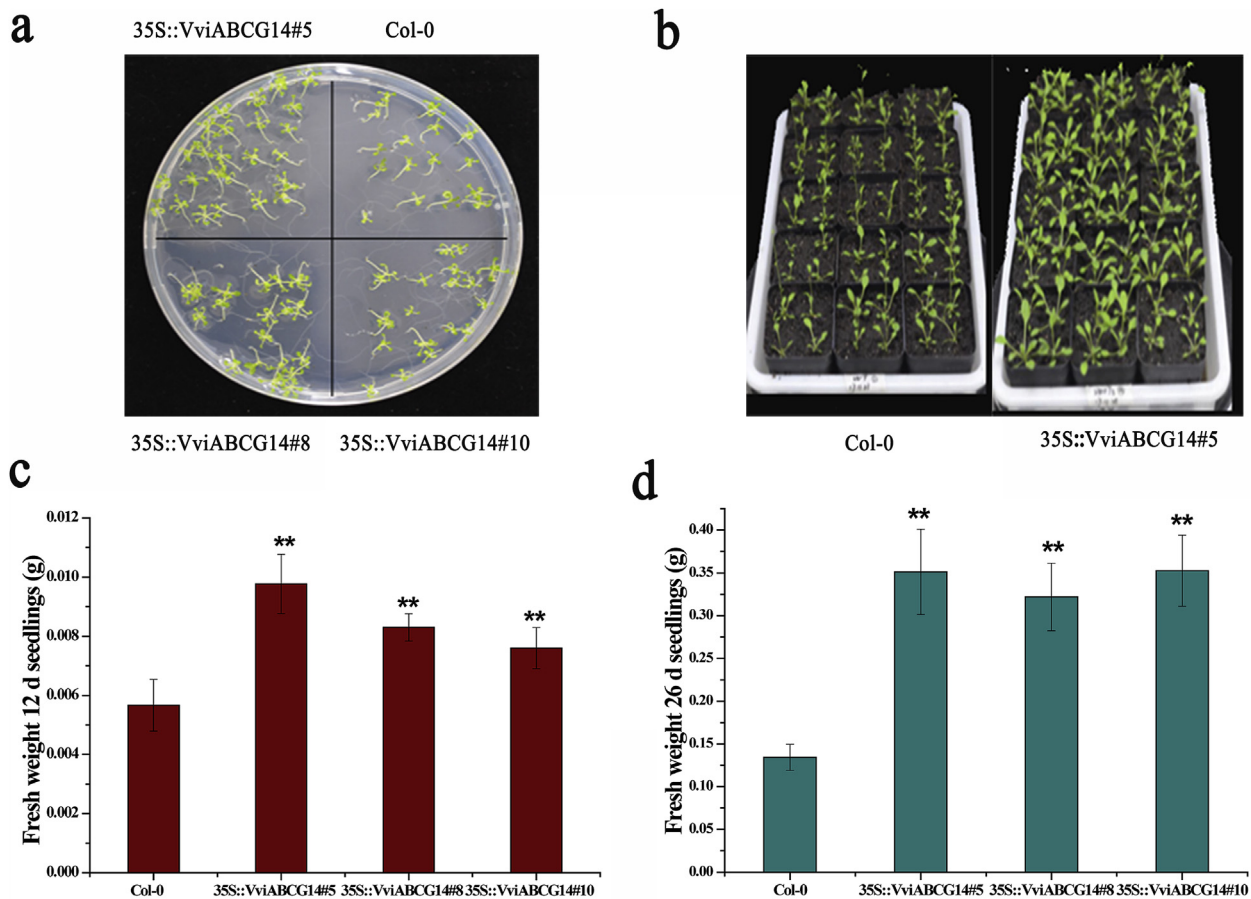 a
35S::VviABCG14#5 Col-0
35S::VviABCG14#8 35S::VviABCG14#10
b
Col-0 35S::VviABCG14#5
c
Fresh weight 12 d seedlings (g)
0.012
0.010
0.008
0.006
0.004
0.002
0.000
**
**
**
Col-0 35S::VviABCG14#5 35S::VviABCG14#8 35S::VviABCG14#10
d
Fresh weight 26 d seedlings (g)
0.40
0.35
0.30
0.25
0.20
0.15
0.10
0.05
0.00
**
**
**
Col-0 35S::VviABCG14#5 35S::VviABCG14#8 35S::VviABCG14#10